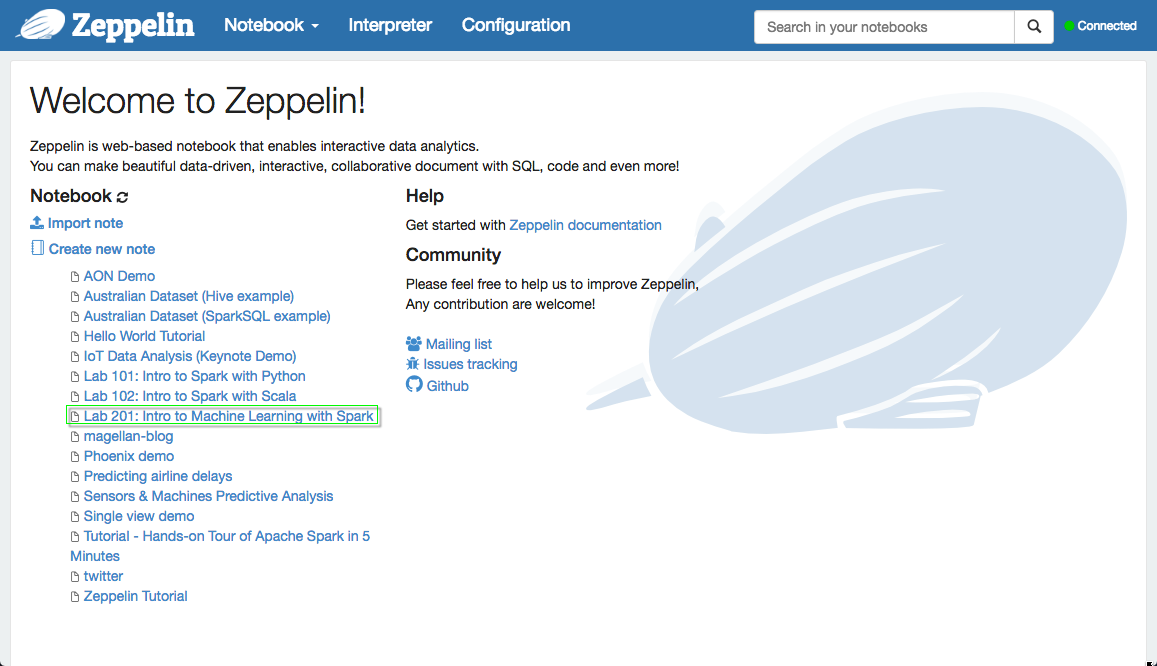 Zeppelin Notebook Interpreter Configuration Search in your notebooks Connected
Welcome to Zeppelin!
Zeppelin is web-based notebook that enables interactive data analytics.
You can make beautiful data-driven, interactive, collaborative document with SQL, code and even more!
Notebook
Import note
Create new note
AON Demo
Australian Dataset (Hive example)
Australian Dataset (SparkSQL example)
Hello World Tutorial
IoT Data Analysis (Keynote Demo)
Lab 101: Intro to Spark with Python
Lab 102: Intro to Spark with Scala
Lab 201: Intro to Machine Learning with Spark
magellan-blog
Phoenix demo
Predicting airline delays
Sensors & Machines Predictive Analysis
Single view demo
Tutorial - Hands-on Tour of Apache Spark in 5
Minutes
twitter
Zeppelin Tutorial
Help
Get started with Zeppelin documentation
Community
Please feel free to help us to improve Zeppelin,
Any contribution are welcome!
Mailing list
Issues tracking
Github